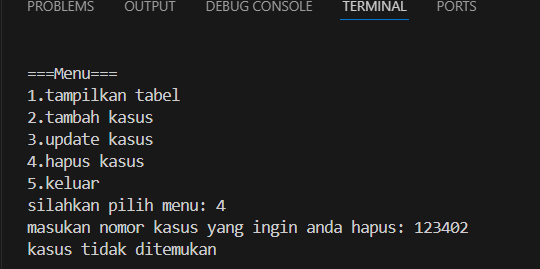 PROBLEMS OUTPUT DEBUG CONSOLE TERMINAL PORTS
===Menu===
1.tampilkan tabel
2.tambah kasus
3.update kasus
4.hapus kasus
5.keluar
silahkan pilih menu: 4
masukan nomor kasus yang ingin anda hapus: 123402
kasus tidak ditemukan